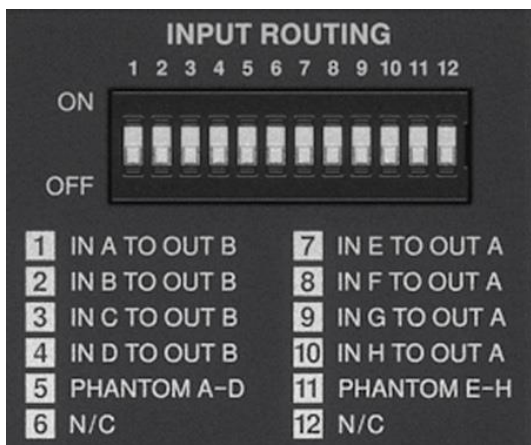 INPUT ROUTING
1 2 3 4 5 6 7 8 9 10 11 12
ON
OFF
1 IN A TO OUT B
2 IN B TO OUT B
3 IN C TO OUT B
4 IN D TO OUT B
5 PHANTOM A-D
6 N/C
7 IN E TO OUT A
8 IN F TO OUT A
9 IN G TO OUT A
10 IN H TO OUT A
11 PHANTOM E-H
12 N/C